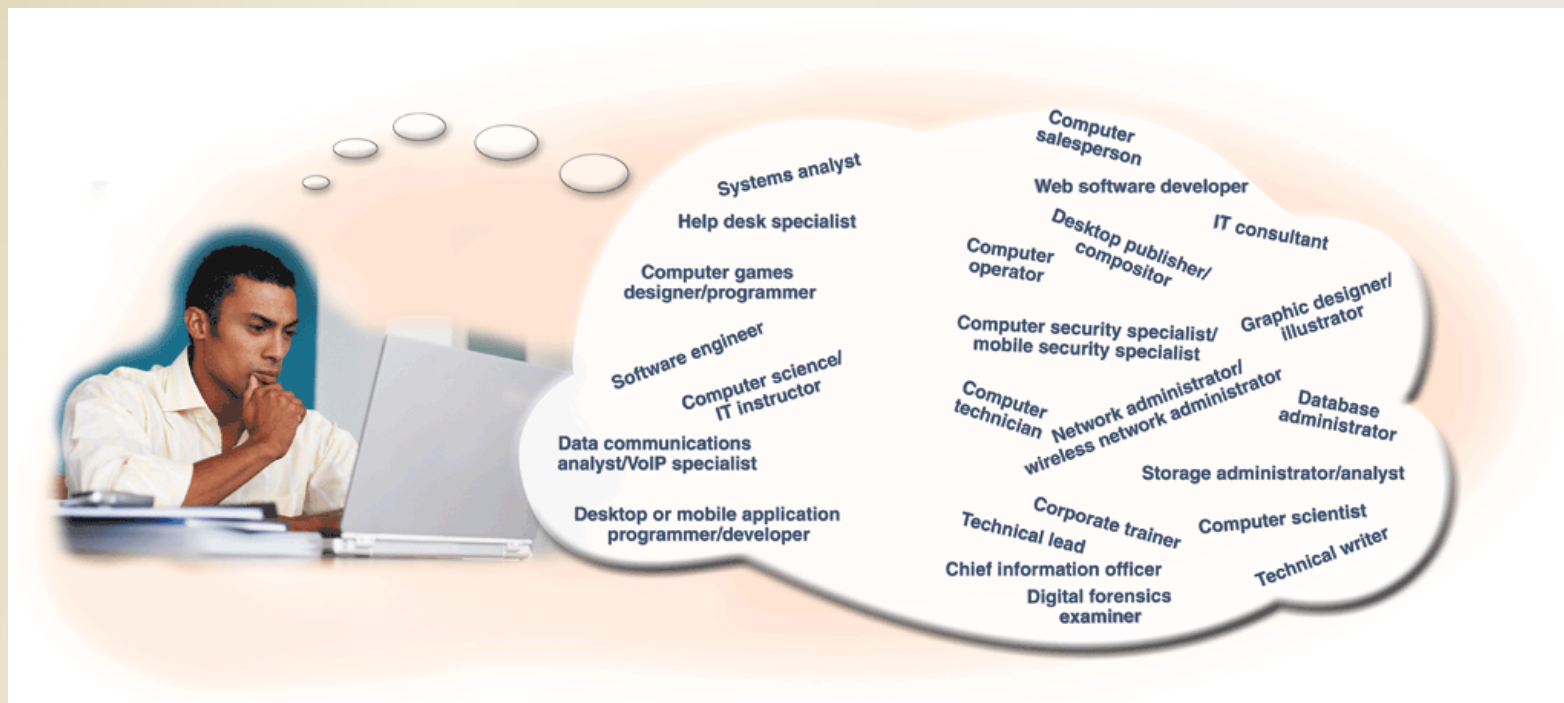 Systems analyst
Help desk specialist
Computer games
designer/programmer
Software engineer
Computer science/
IT instructor
Data communications
analyst/VoIP specialist
Desktop or mobile application
programmer/developer
Computer
salesperson
Web software developer
Desktop publisher/
compositor
IT consultant
Computer
operator
Graphic designer/
illustrator
Computer security specialist/
mobile security specialist
Computer
technician
Network administrator/
wireless network administrator
Database
administrator
Storage administrator/analyst
Corporate trainer
Technical lead
Computer scientist
Technical writer
Chief information officer
Digital forensics
examiner